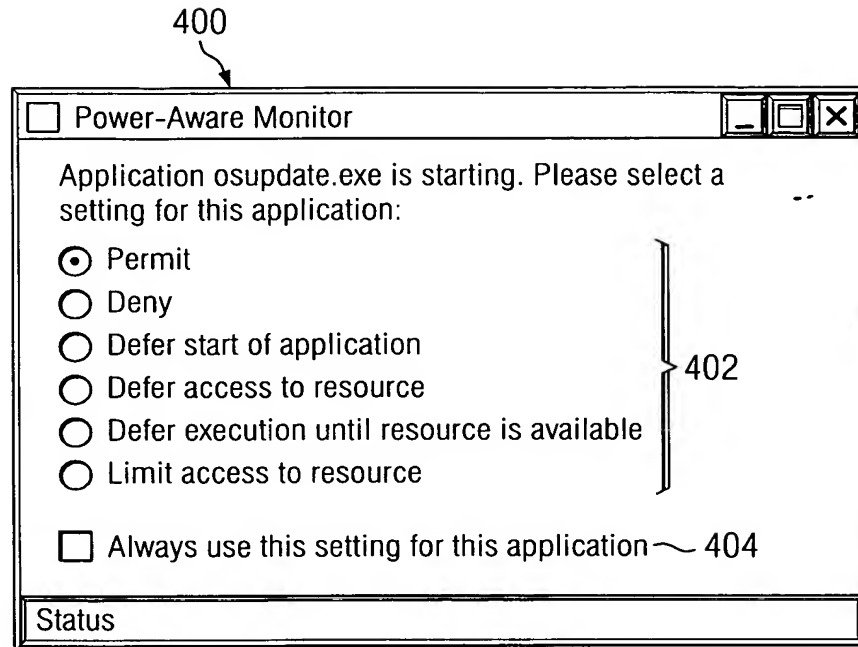 400
Power-Aware Monitor
Application osupdate.exe is starting. Please select a
setting for this application:
Permit
Deny
Defer start of application
Defer access to resource
402
Defer execution until resource is available
Limit access to resource
Always use this setting for this application 404
Status